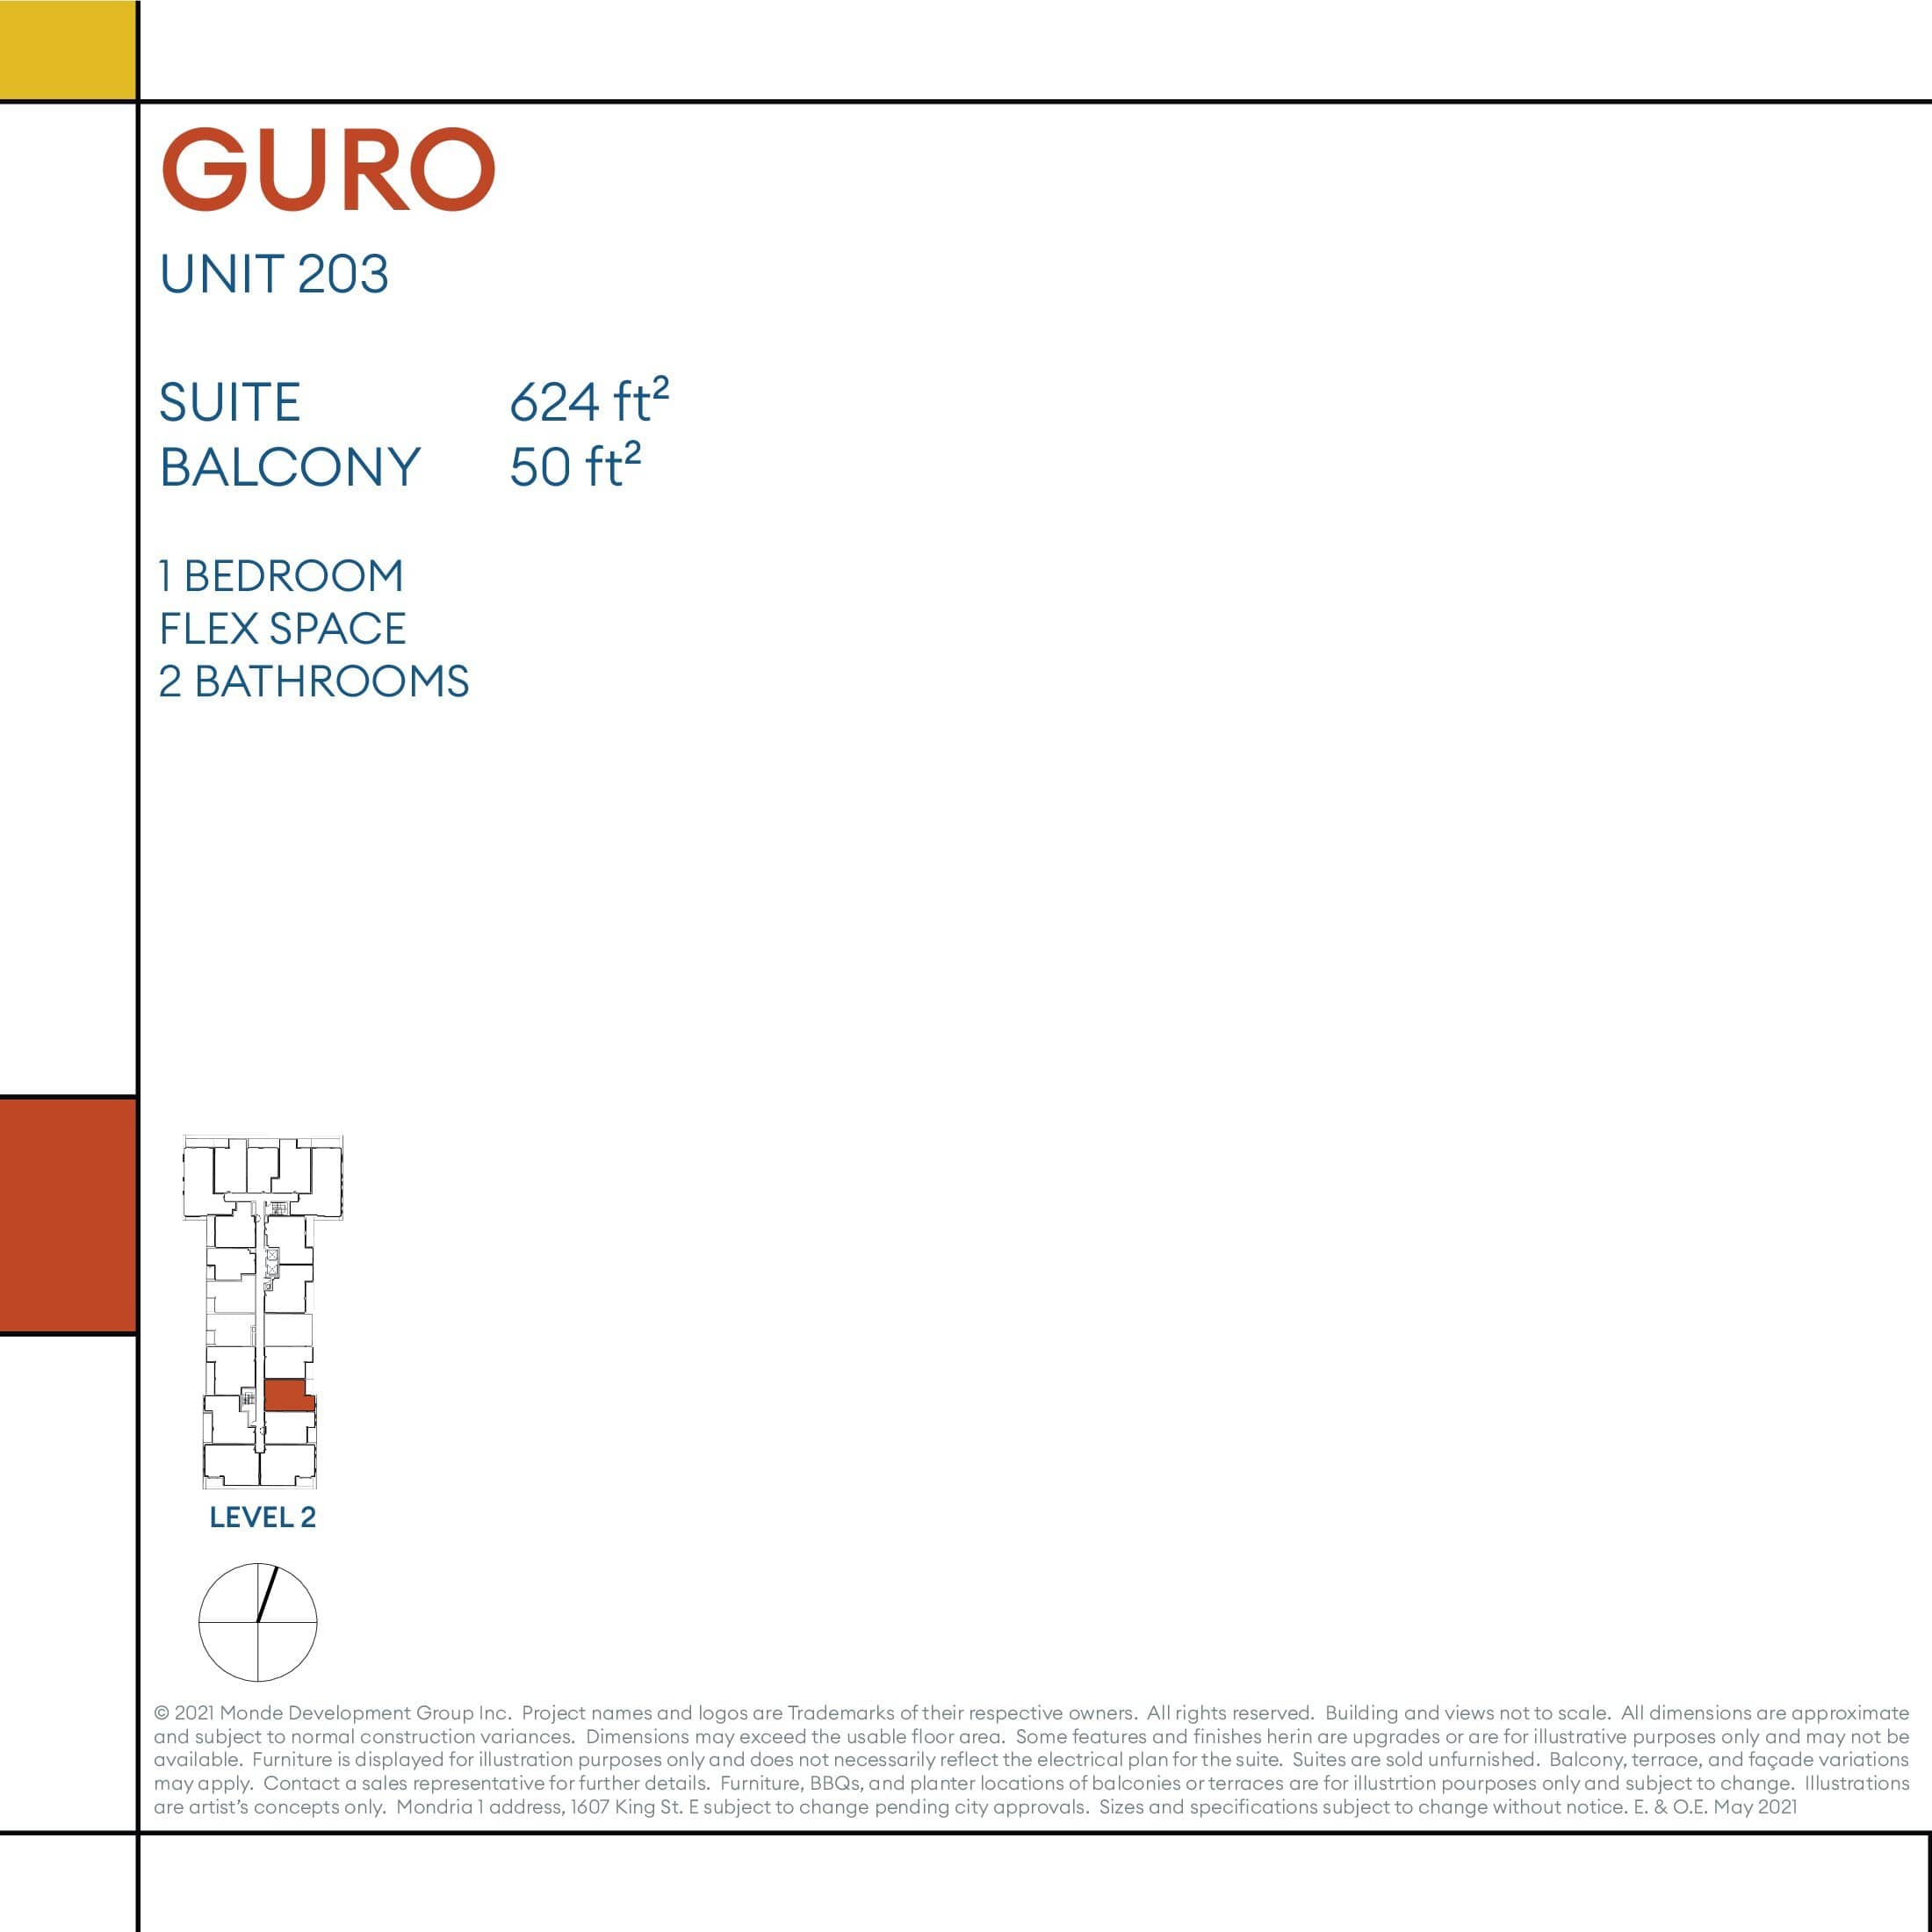 GURO
UNIT 203
SUITE 624 ft²
BALCONY 50 ft²
1 BEDROOM
FLEX SPACE
2 BATHROOMS
LEVEL 2
© 2021 Monde Development Group Inc. Project names and logos are Trademarks of their respective owners. All rights reserved. Building and views not to scale. All dimensions are approximate
and subject to normal construction variances. Dimensions may exceed the usable floor area. Some features and finishes herin are upgrades or are for illustrative purposes only and may not be
available. Furniture is displayed for illustration purposes only and does not necessarily reflect the electrical plan for the suite. Suites are sold unfurnished. Balcony, terrace, and façade variations
may apply. Contact a sales representative for further details. Furniture, BBQs, and planter locations of balconies or terraces are for illustrtion pourposes only and subject to change. Illustrations
are artist's concepts only. Mondria 1 address, 1607 King St. E subject to change pending city approvals. Sizes and specifications subject to change without notice. E. & O.E. May 2021